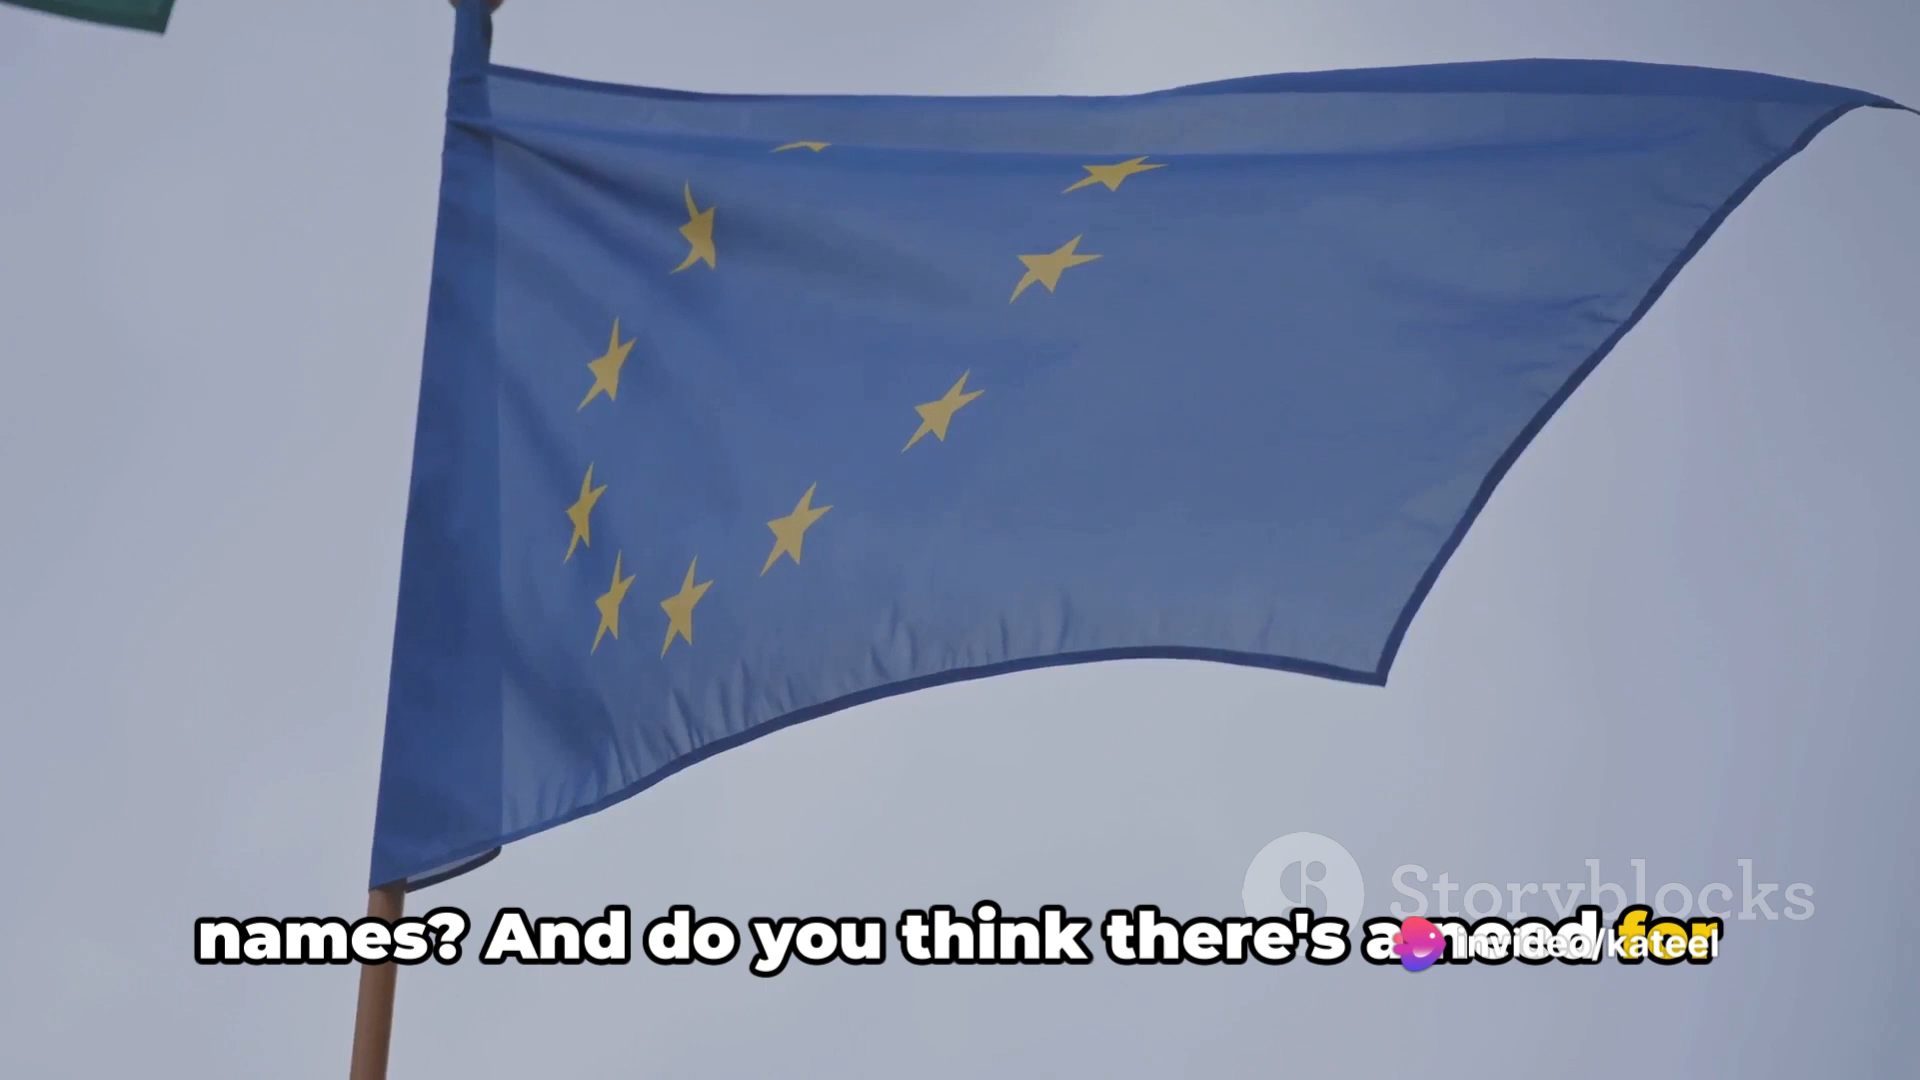 Storyblocks
names? And do you think there's a need for
invideo/kateel